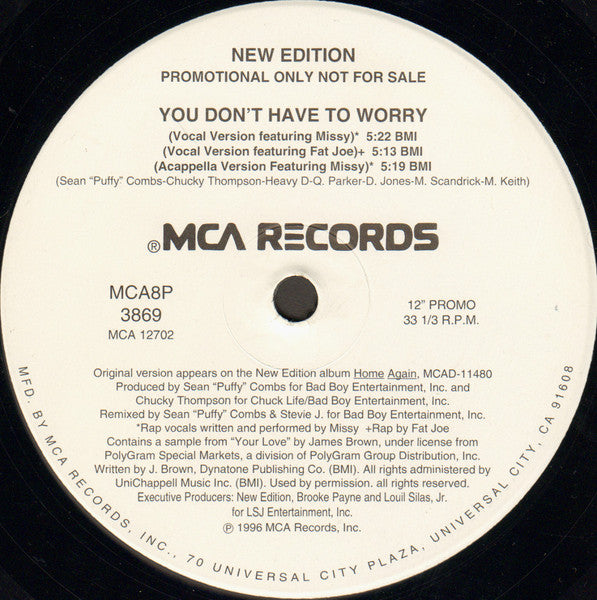 NEW EDITION
PROMOTIONAL ONLY NOT FOR SALE
YOU DON'T HAVE TO WORRY
(Vocal Version featuring Missy)* 5:22 BMI
(Vocal Version featuring Fat Joe)+ 5:13 BMI
(Acappella Version Featuring Missy)* 5:19 BMI
(Sean "Puffy" Combs-Chucky Thompson-Heavy D-Q. Parker-D. Jones-M. Scandrick-M. Keith)
®MCA RECORDS
MCA8P
3869
MCA 12702
12" PROMO
33 1/3 R.P.M.
Original version appears on the New Edition album Home Again, MCAD-11480
Produced by Sean "Puffy" Combs for Bad Boy Entertainment, Inc. and
Chucky Thompson for Chuck Life/Bad Boy Entertainment, Inc.
Remixed by Sean "Puffy" Combs & Stevie J. for Bad Boy Entertainment, Inc.
*Rap vocals written and performed by Missy +Rap by Fat Joe
Contains a sample from "Your Love" by James Brown, under license from
PolyGram Special Markets, a division of PolyGram Group Distribution, Inc.
Written by J. Brown, Dynatone Publishing Co. (BMI). All rights administered by
UniChappell Music Inc. (BMI). Used by permission. all rights reserved.
Executive Producers: New Edition, Brooke Payne and Louil Silas, Jr.
for LSJ Entertainment, Inc.
℗ 1996 MCA Records, Inc.
MFD. BY MCA RECORDS, INC., 70 UNIVERSAL CITY PLAZA, UNIVERSAL CITY, CA 91608